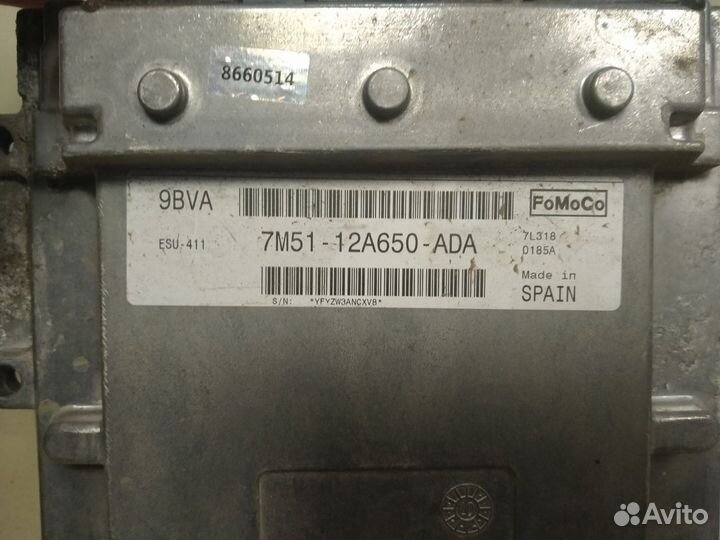 8660514
9BVA
FoMoCo
ESU-411
7M51-12A650-ADA
7L318
0185A
Made in
SPAIN
S/N: *YFYZW3ANCXV8*
Avito